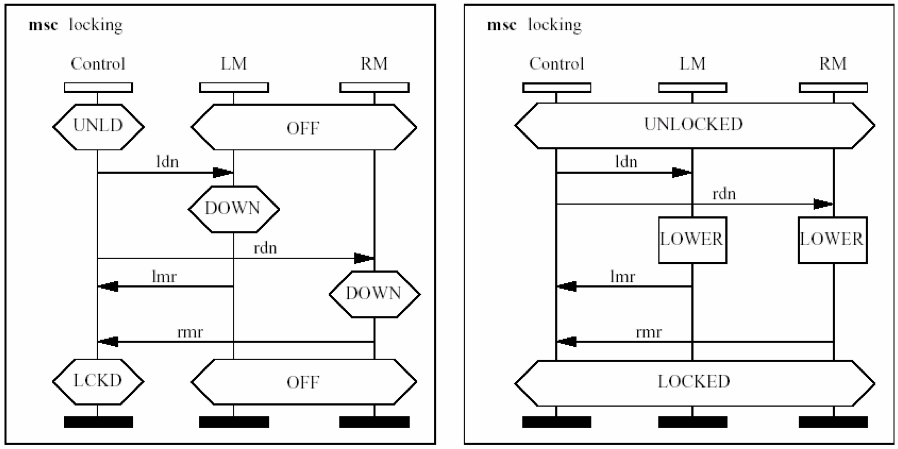 msc locking
Control LM RM
UNLD OFF
ldn
DOWN
rdn
lmr
DOWN
rmr
LCKD OFF
msc locking
Control LM RM
UNLOCKED
ldn
rdn
LOWER LOWER
lmr
rmr
LOCKED